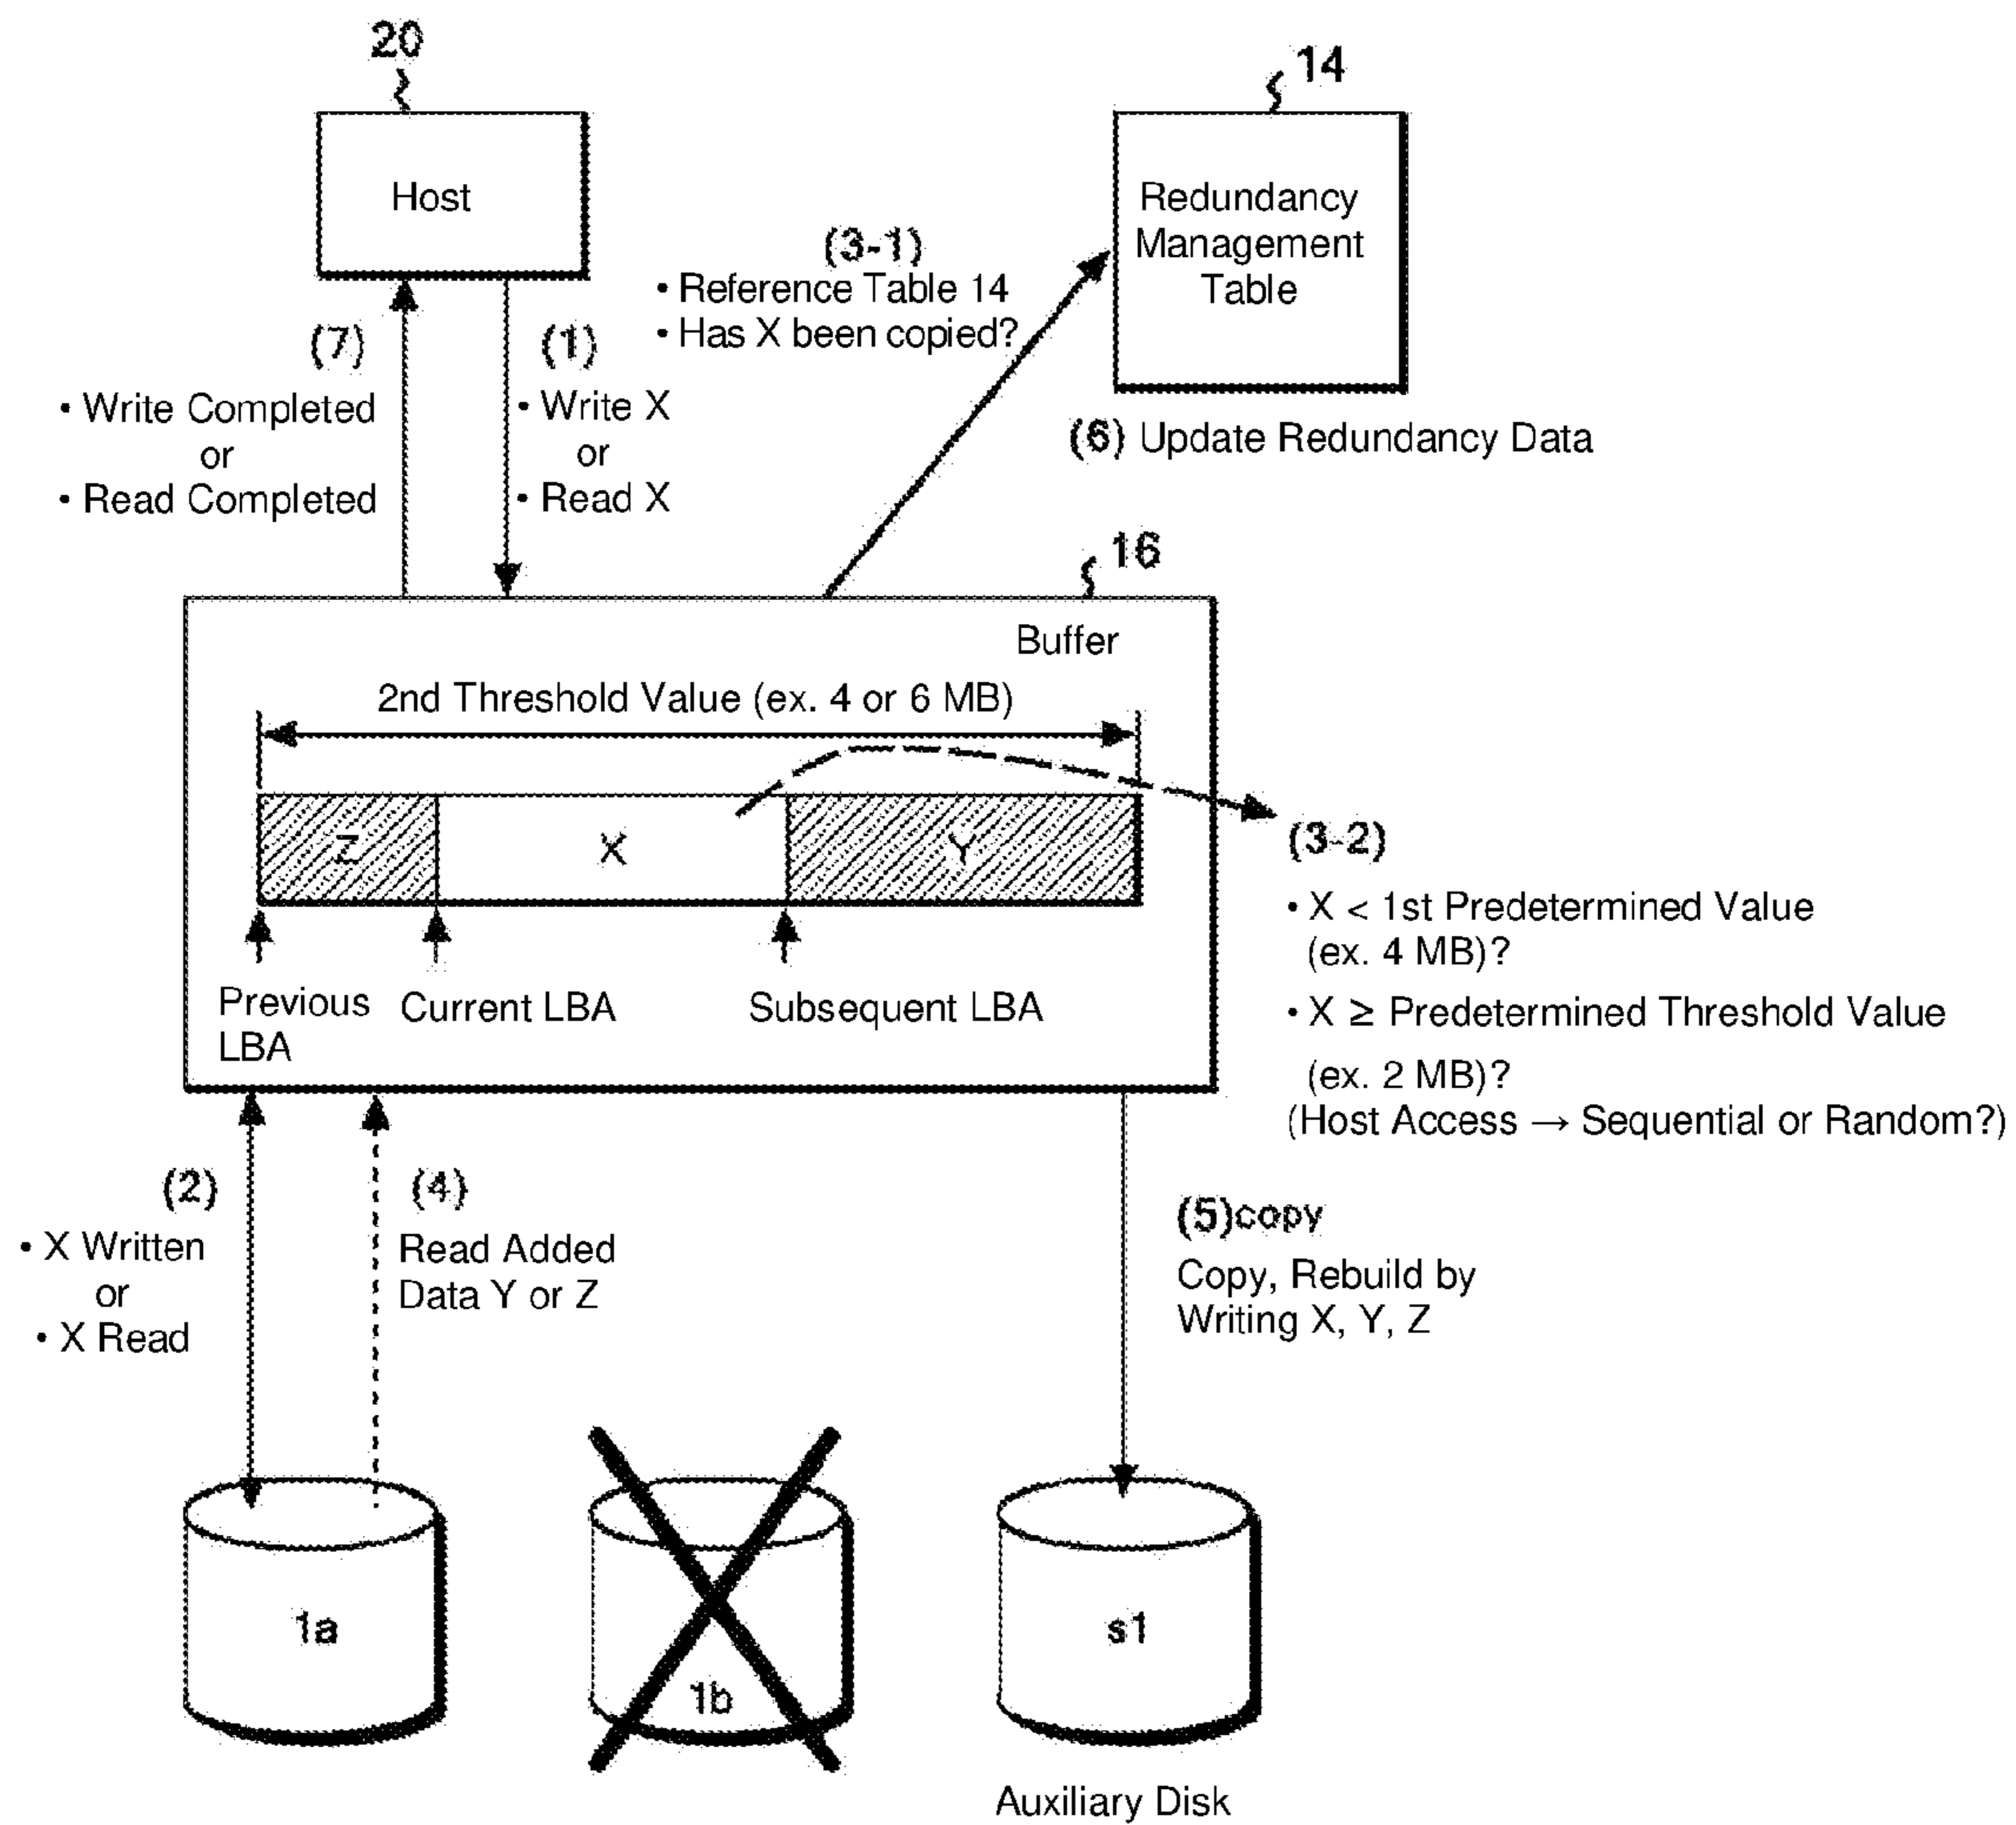 20
14
Host
Redundancy
Management
Table
(3-1)
• Reference Table 14
• Has X been copied?
(7)
• Write Completed
or
• Read Completed
(1)
• Write X
or
• Read X
(6) Update Redundancy Data
16
Buffer
2nd Threshold Value (ex. 4 or 6 MB)
Z
X
Y
Previous
LBA
Current LBA
Subsequent LBA
(3-2)
• X < 1st Predetermined Value
(ex. 4 MB)?
• X ≥ Predetermined Threshold Value
(ex. 2 MB)?
(Host Access → Sequential or Random?)
(2)
• X Written
or
• X Read
(4)
Read Added
Data Y or Z
(5)copy
Copy, Rebuild by
Writing X, Y, Z
1a
1b
s1
Auxiliary Disk